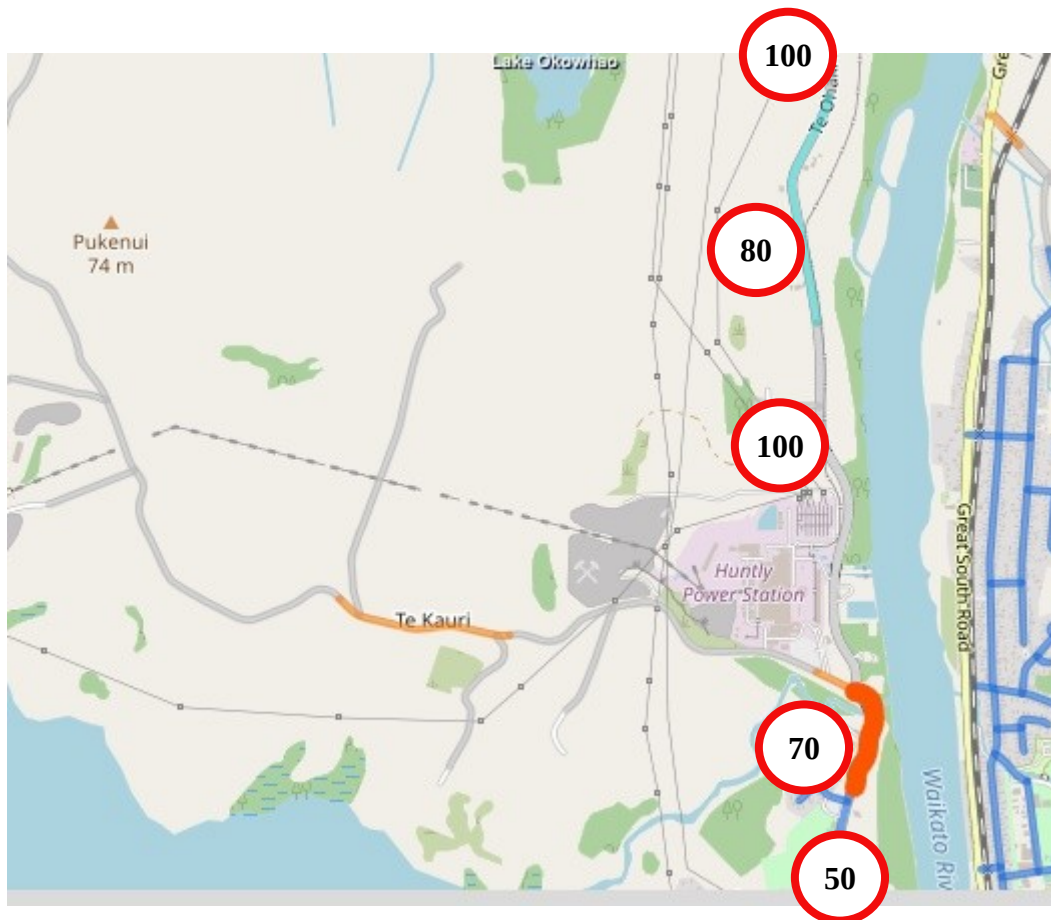 100
Lake Okowhao
Te Ohaki
Gre
Pukenui
74 m
80
100
Great South Road
Huntly
Power Station
Te Kauri
70
Waikato Riv
50